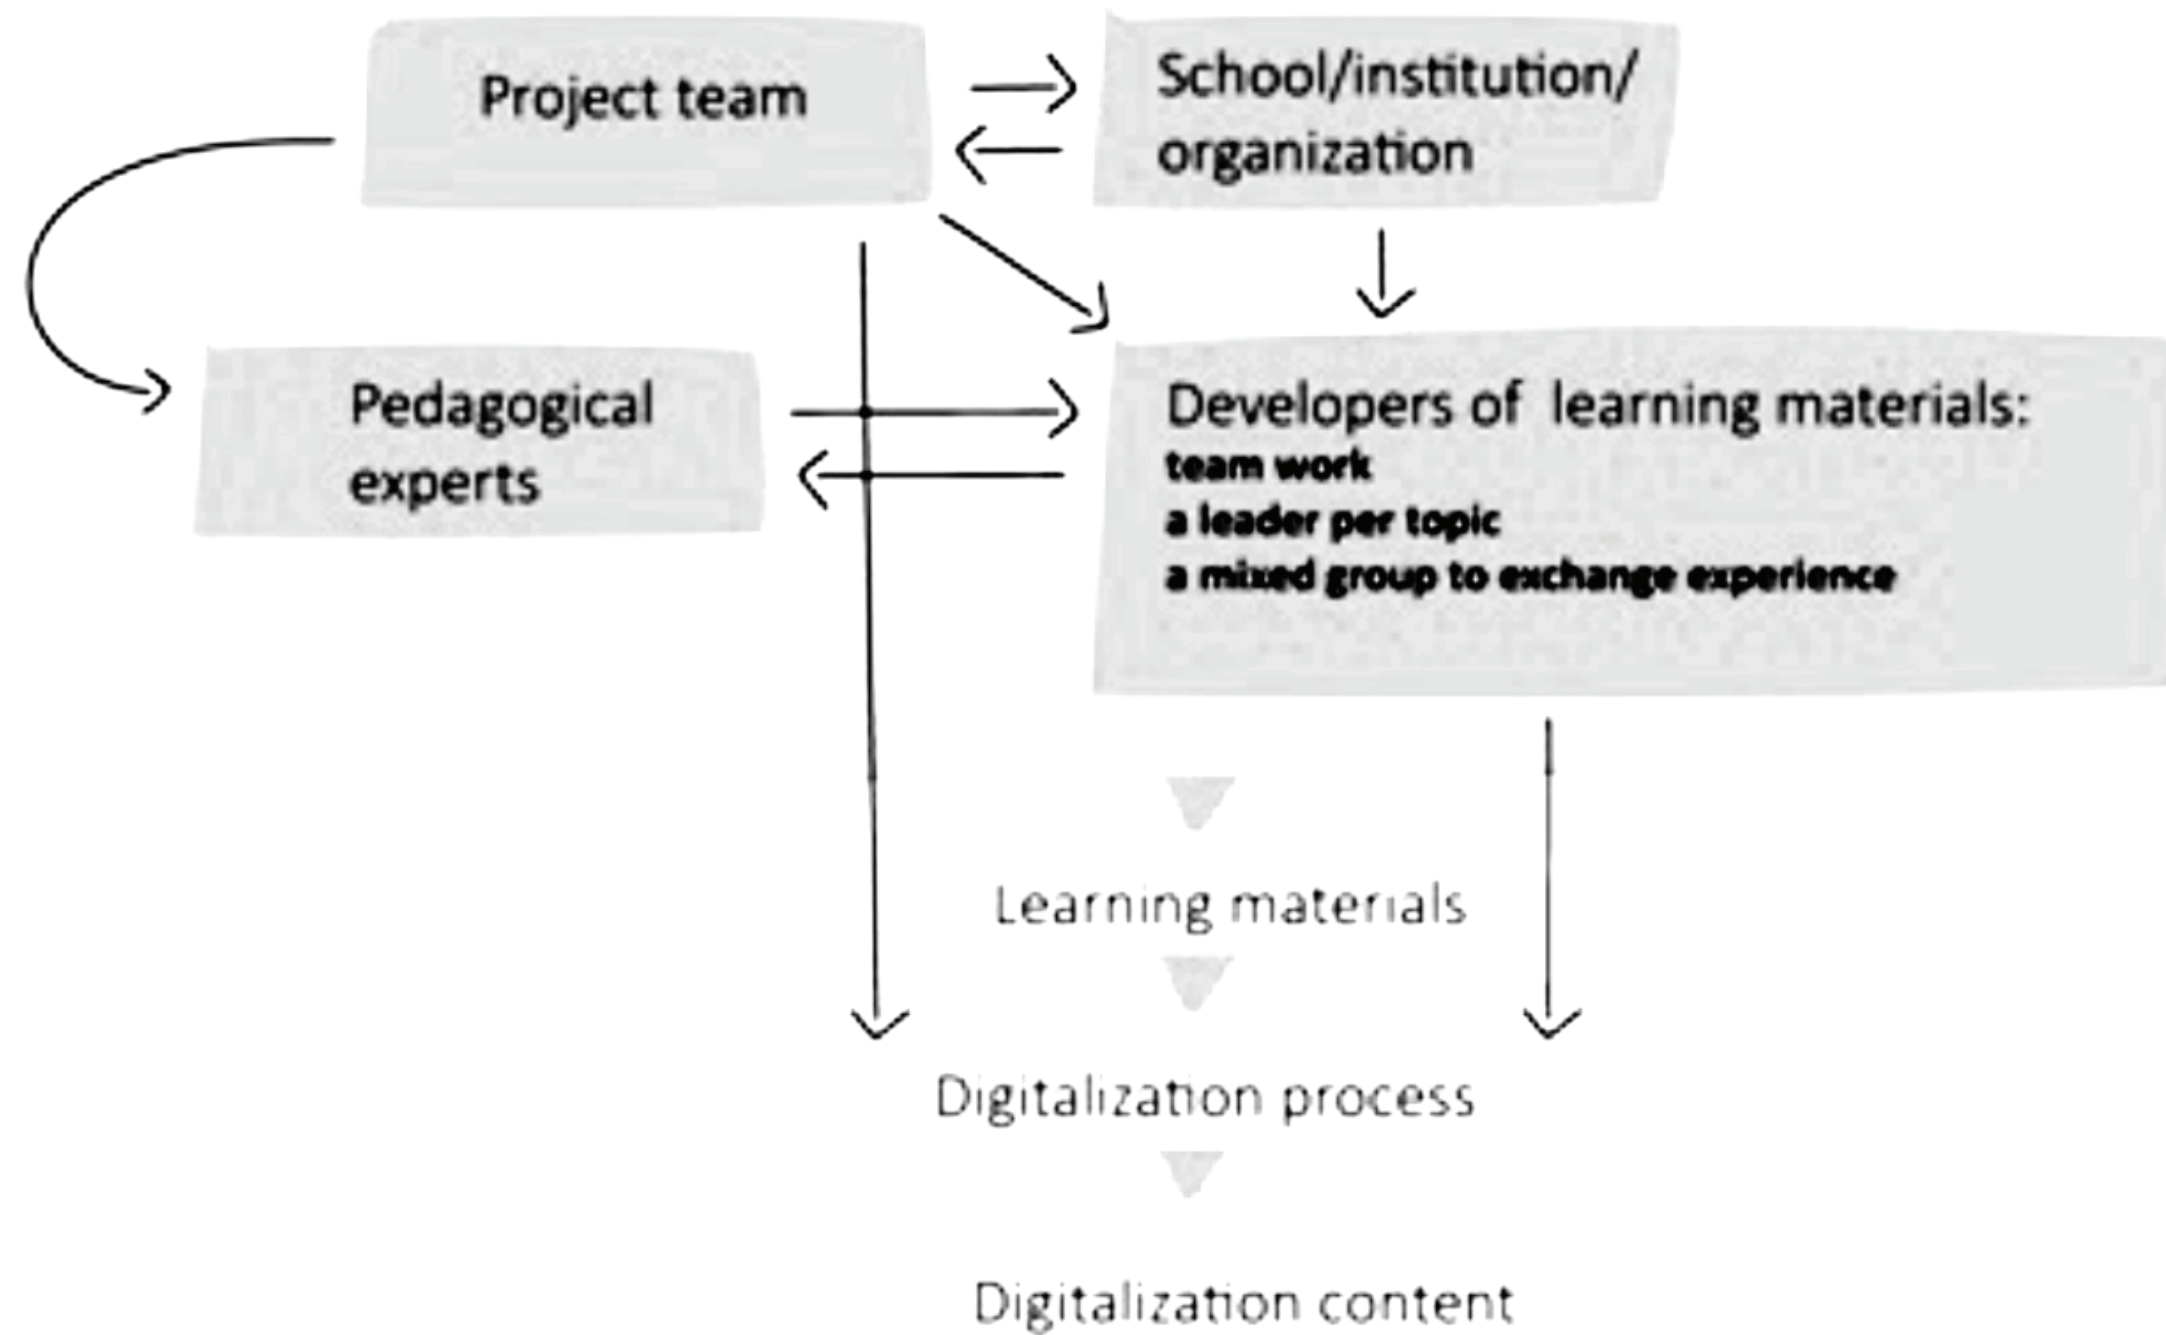 Project team
School/institution/
organization
Pedagogical
experts
Developers of learning materials:
team work
a leader per topic
a mixed group to exchange experience
Learning materials
Digitalization process
Digitalization content